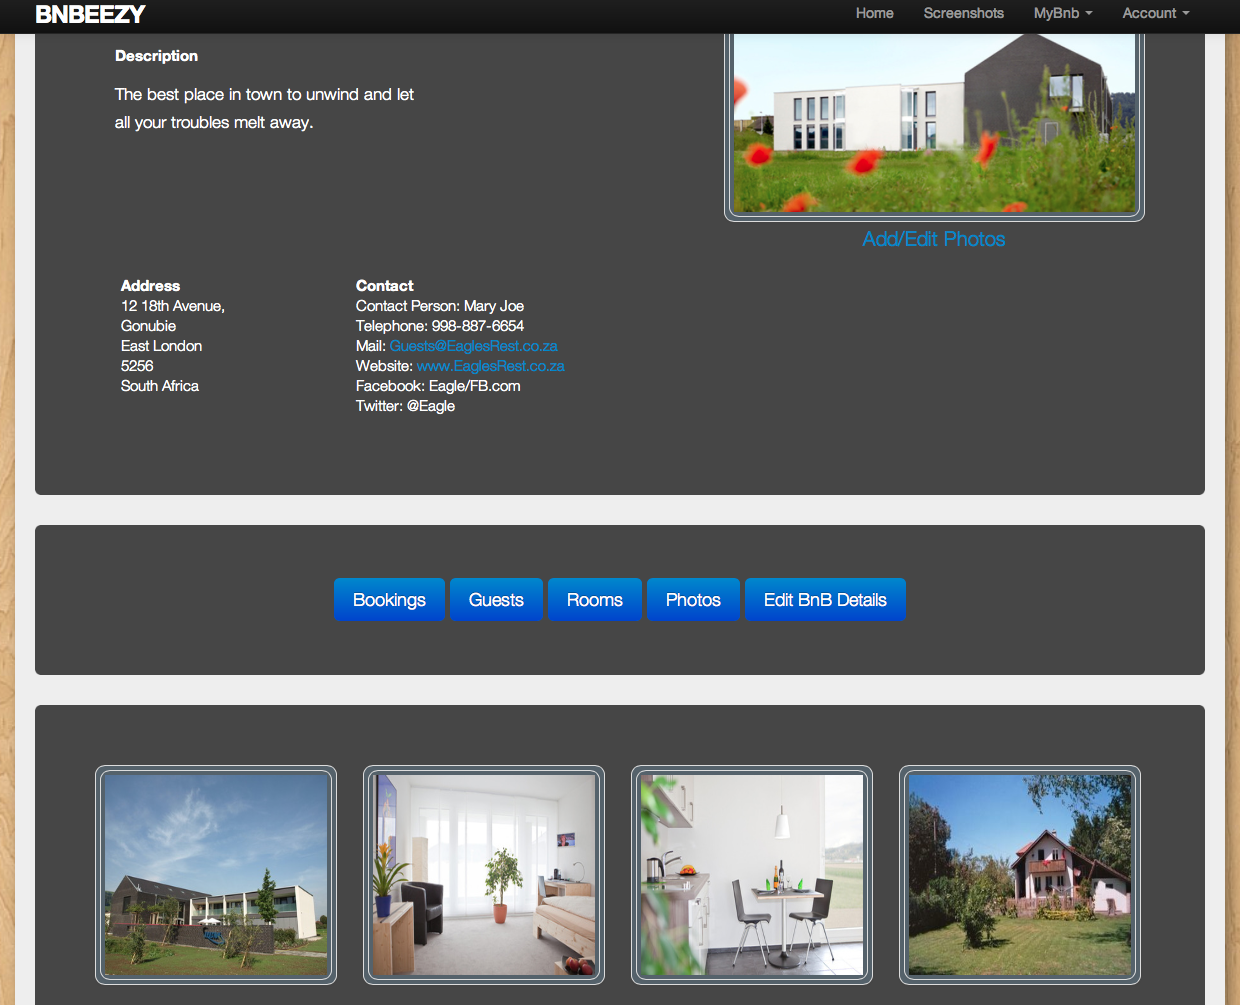 BNBEEZY
Home
Screenshots
MyBnb
Account
Description
The best place in town to unwind and let
all your troubles melt away.
Add/Edit Photos
Address
12 18th Avenue,
Gonubie
East London
5256
South Africa
Contact
Contact Person: Mary Joe
Telephone: 998-887-6654
Mail: Guests@EaglesRest.co.za
Website: www.EaglesRest.co.za
Facebook: Eagle/FB.com
Twitter: @Eagle
Bookings
Guests
Rooms
Photos
Edit BnB Details